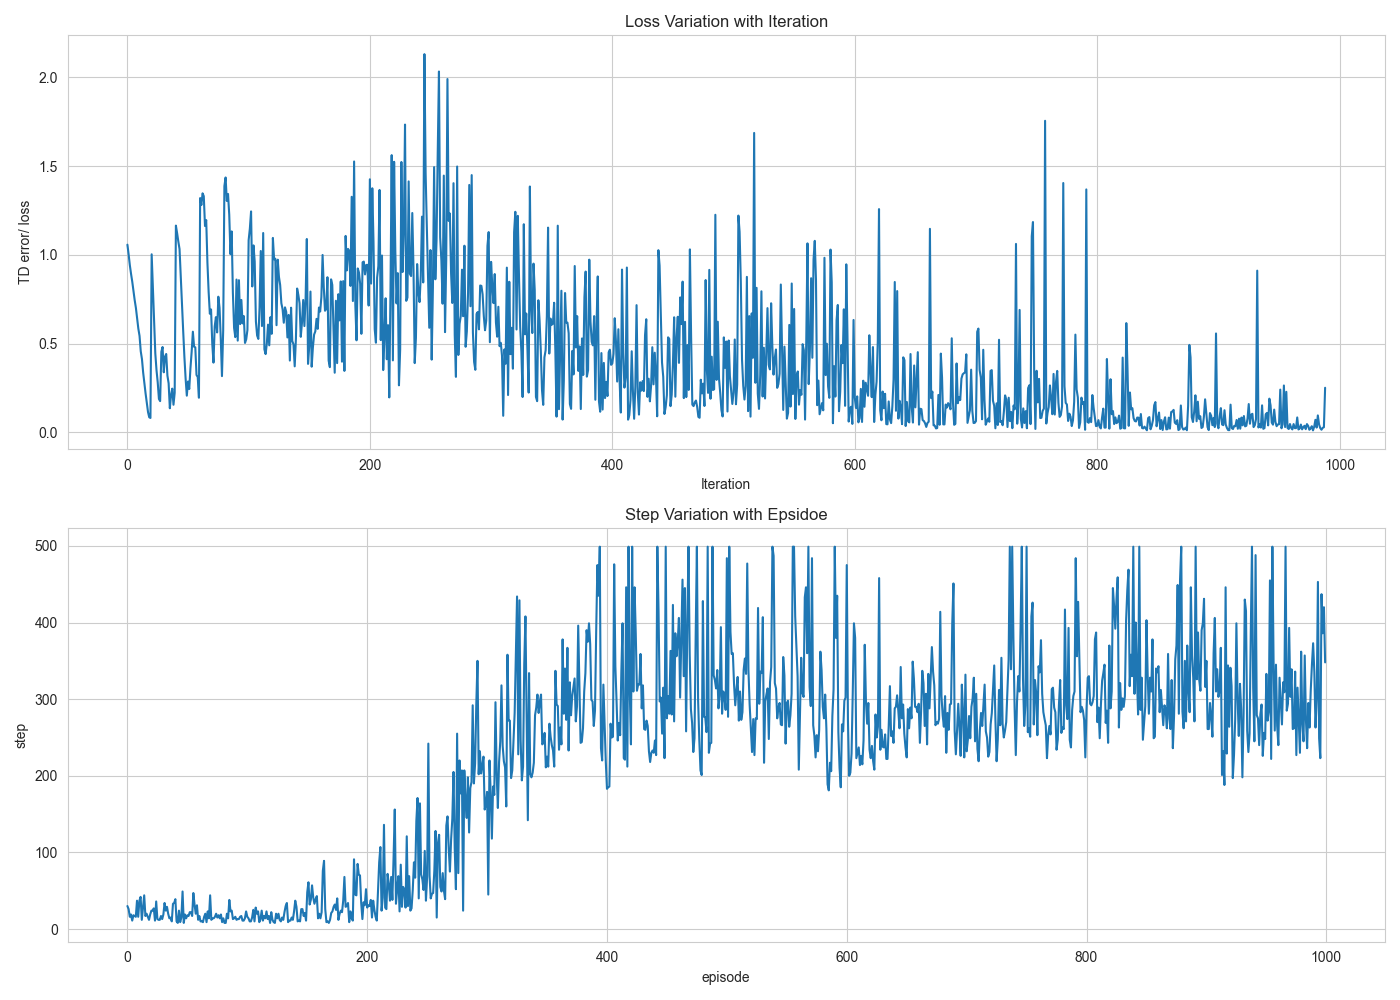 Loss Variation with Iteration
2.0
1.5
1.0
0.5
0.0
TD error/ loss
0 200 400 600 800 1000
Iteration
Step Variation with Epsidoe
500
400
300
200
100
0
step
0 200 400 600 800 1000
episode